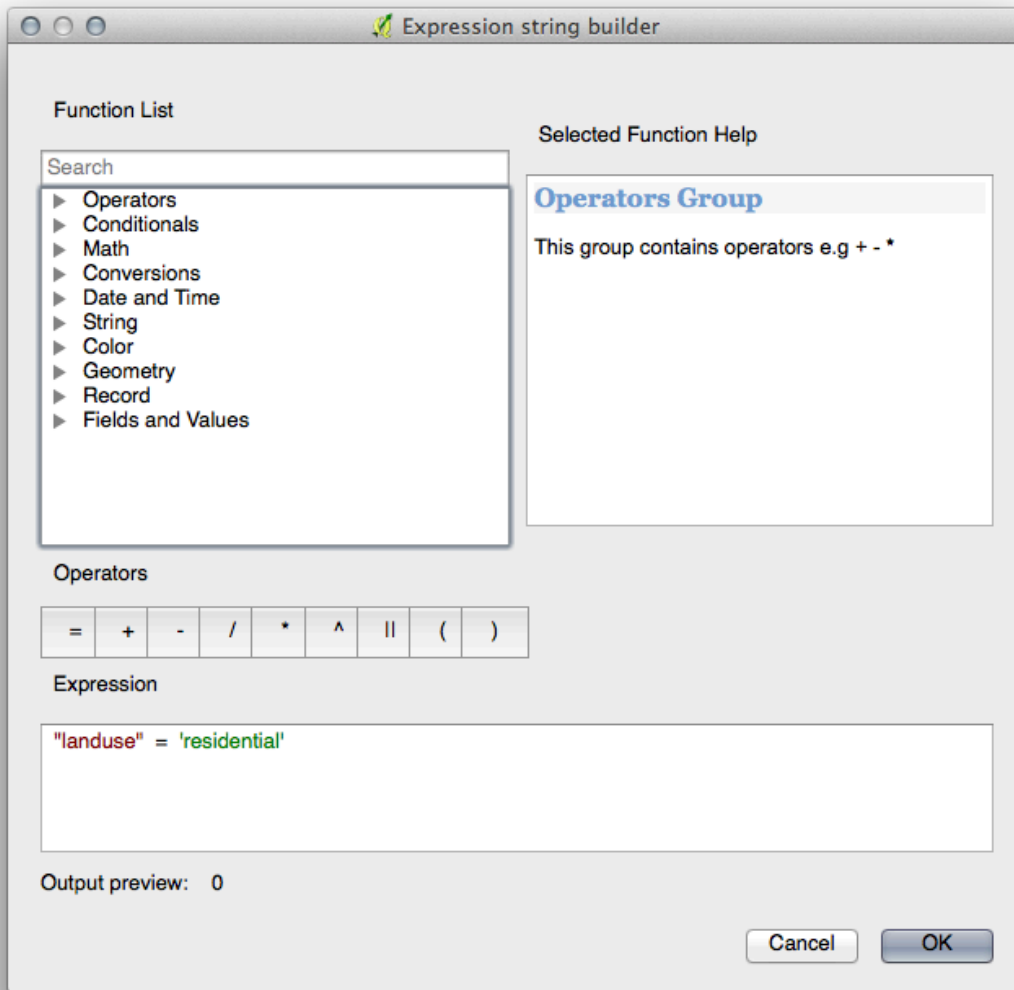 Expression string builder
Function List
Search
Operators
Conditionals
Math
Conversions
Date and Time
String
Color
Geometry
Record
Fields and Values
Selected Function Help
Operators Group
This group contains operators e.g + - *
Operators
= + - / * ^ || ( )
Expression
"landuse" = 'residential'
Output preview: 0
Cancel OK